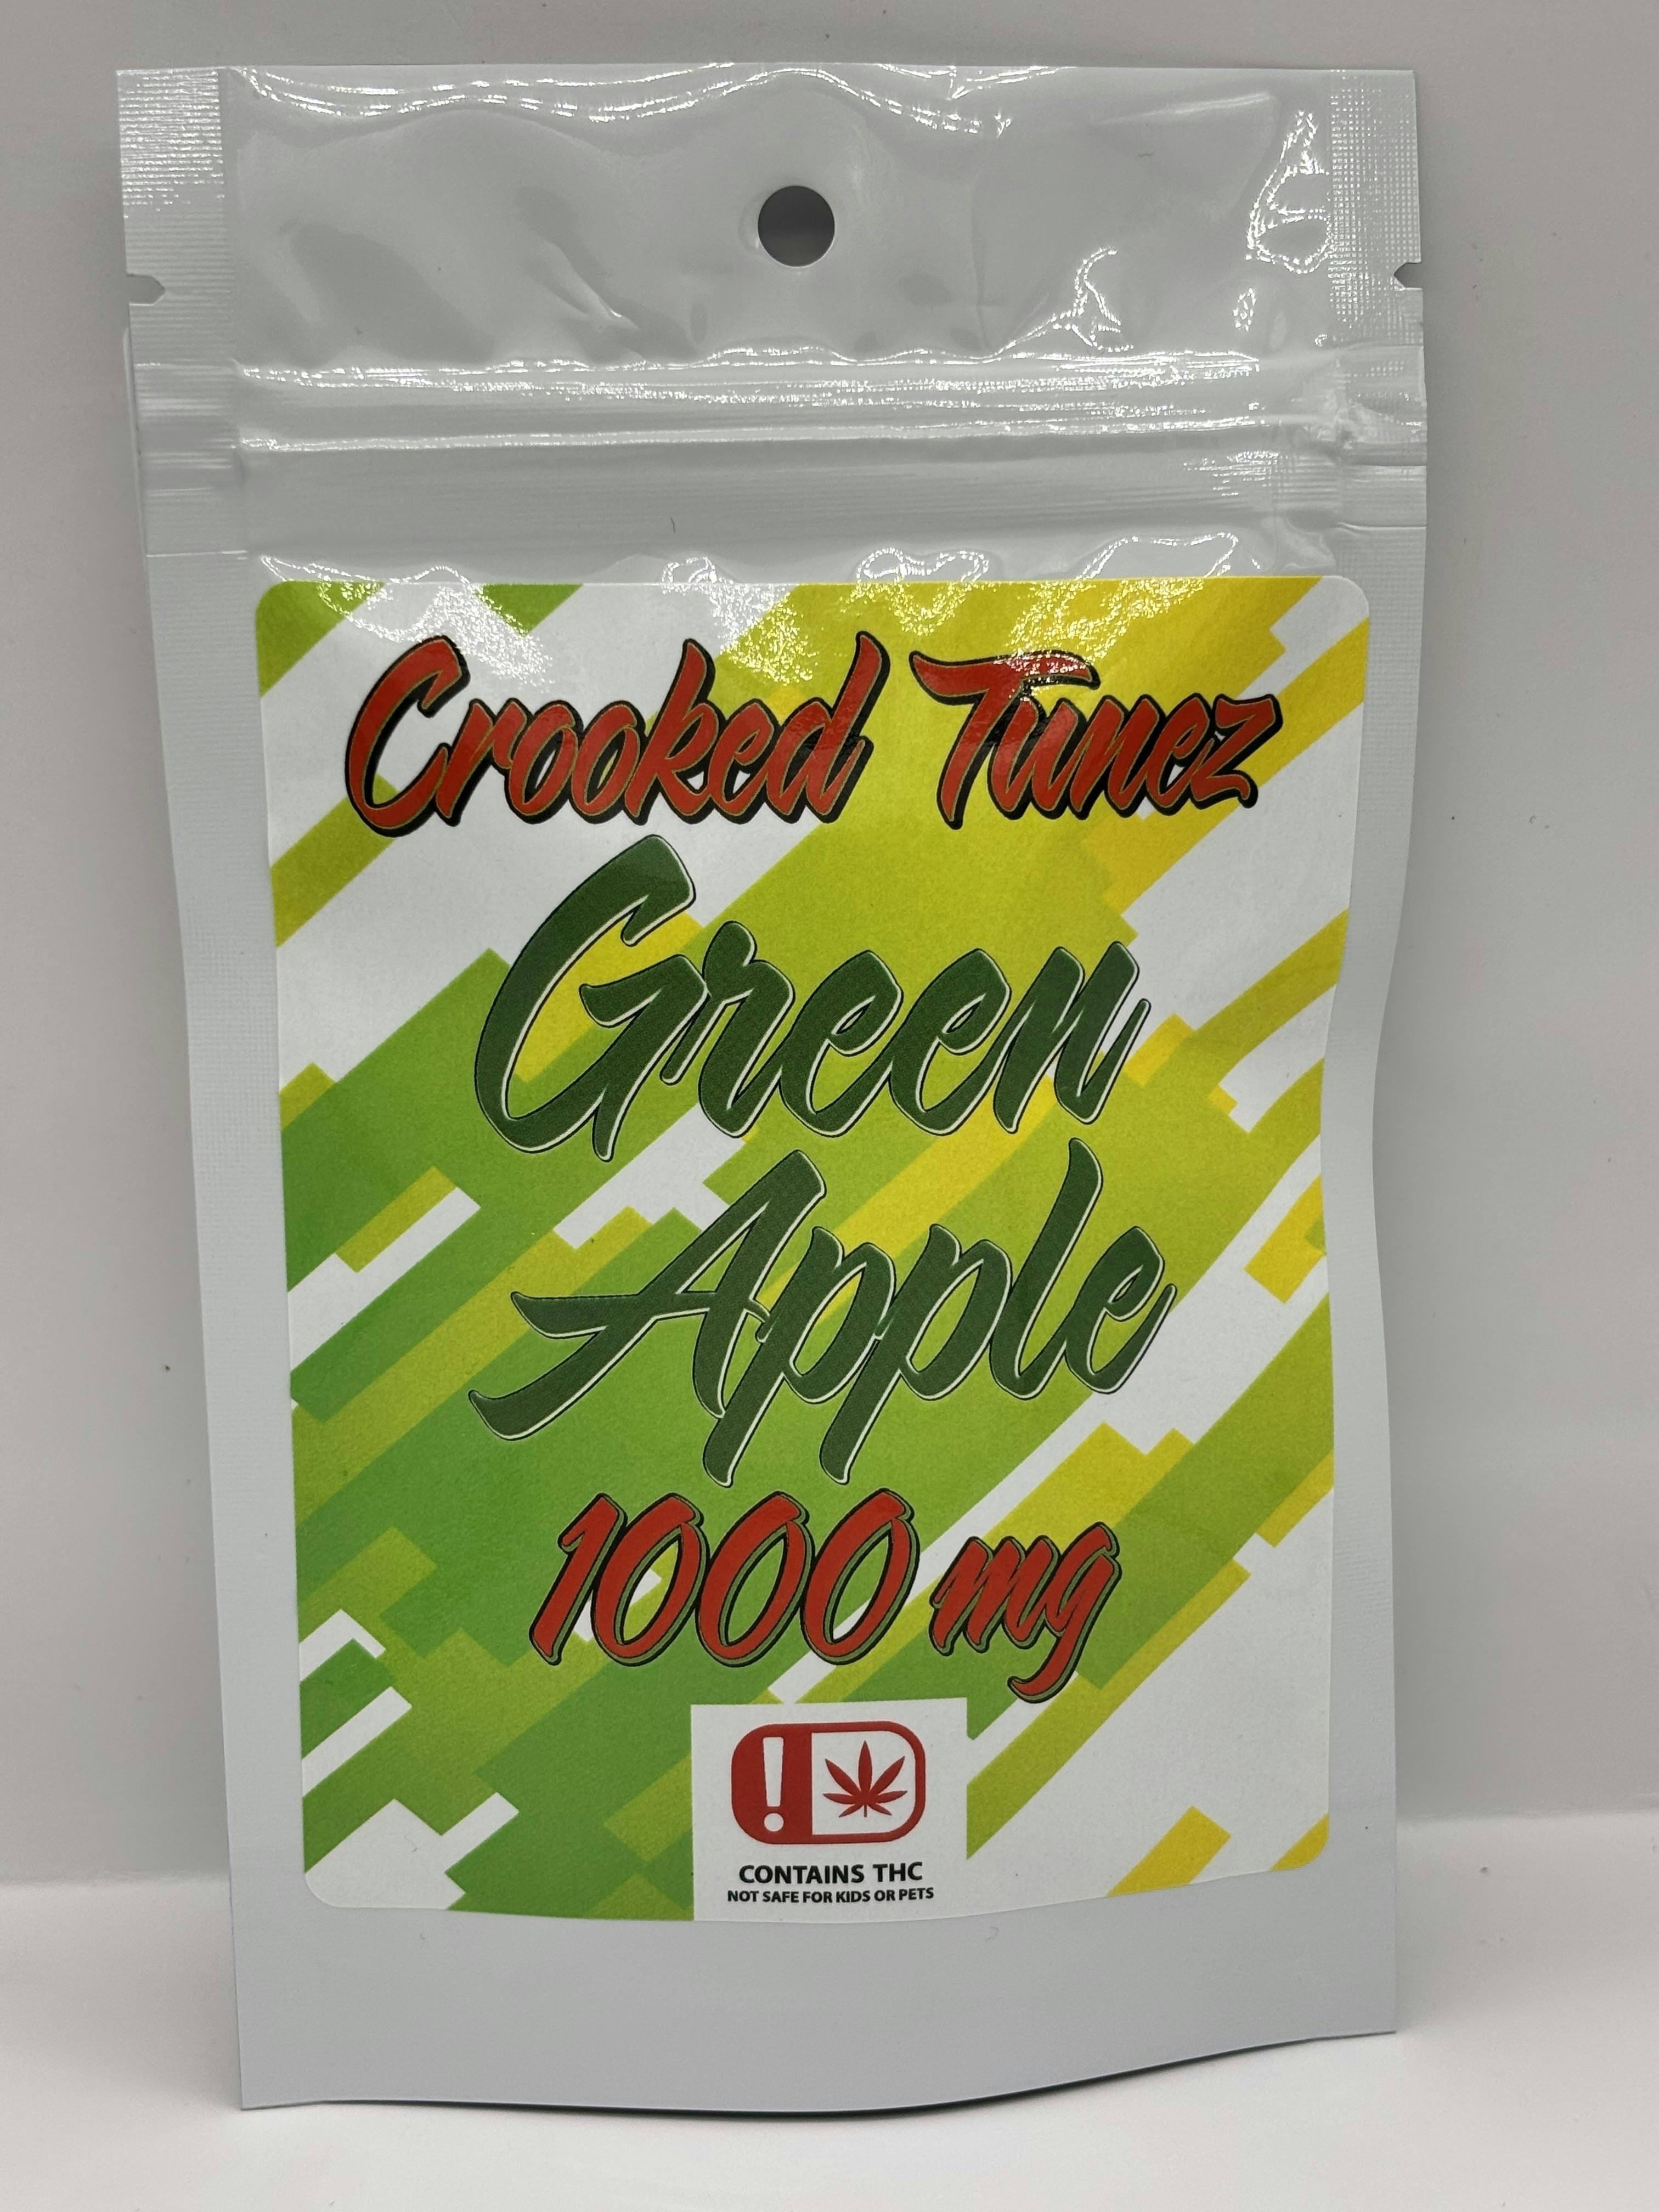 Crooked Tunez
Green
Apple
1000 mg
!
CONTAINS THC
NOT SAFE FOR KIDS OR PETS